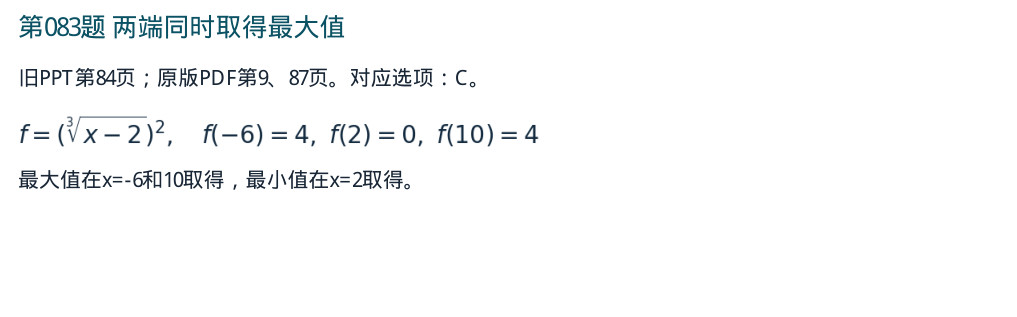 第083题 两端同时取得最大值
旧PPT第84页；原版PDF第9、87页。对应选项：C。
f = (∛(x − 2))², f(−6) = 4, f(2) = 0, f(10) = 4
最大值在x=-6和10取得，最小值在x=2取得。